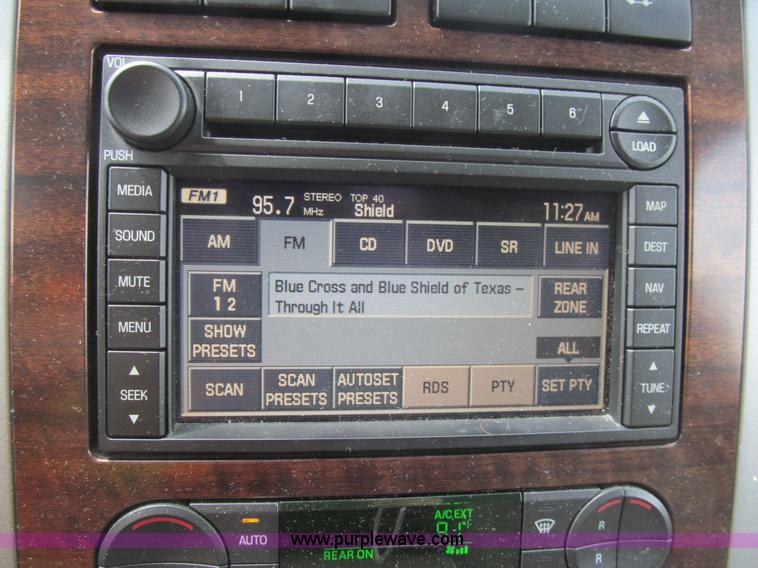 VOL
PUSH
1 2 3 4 5 6
LOAD
MEDIA
SOUND
MUTE
MENU
SEEK
MAP
DEST
NAV
REPEAT
TUNE
FM1 95.7 MHz STEREO TOP 40 Shield 11:27 AM
AM FM CD DVD SR LINE IN
FM 1 2
Blue Cross and Blue Shield of Texas –
Through It All
REAR ZONE
SHOW PRESETS
ALL
SCAN
SCAN PRESETS
AUTOSET PRESETS
RDS
PTY
SET PTY
AUTO
A/C EXT
REAR ON
R
R
www.purplewave.com